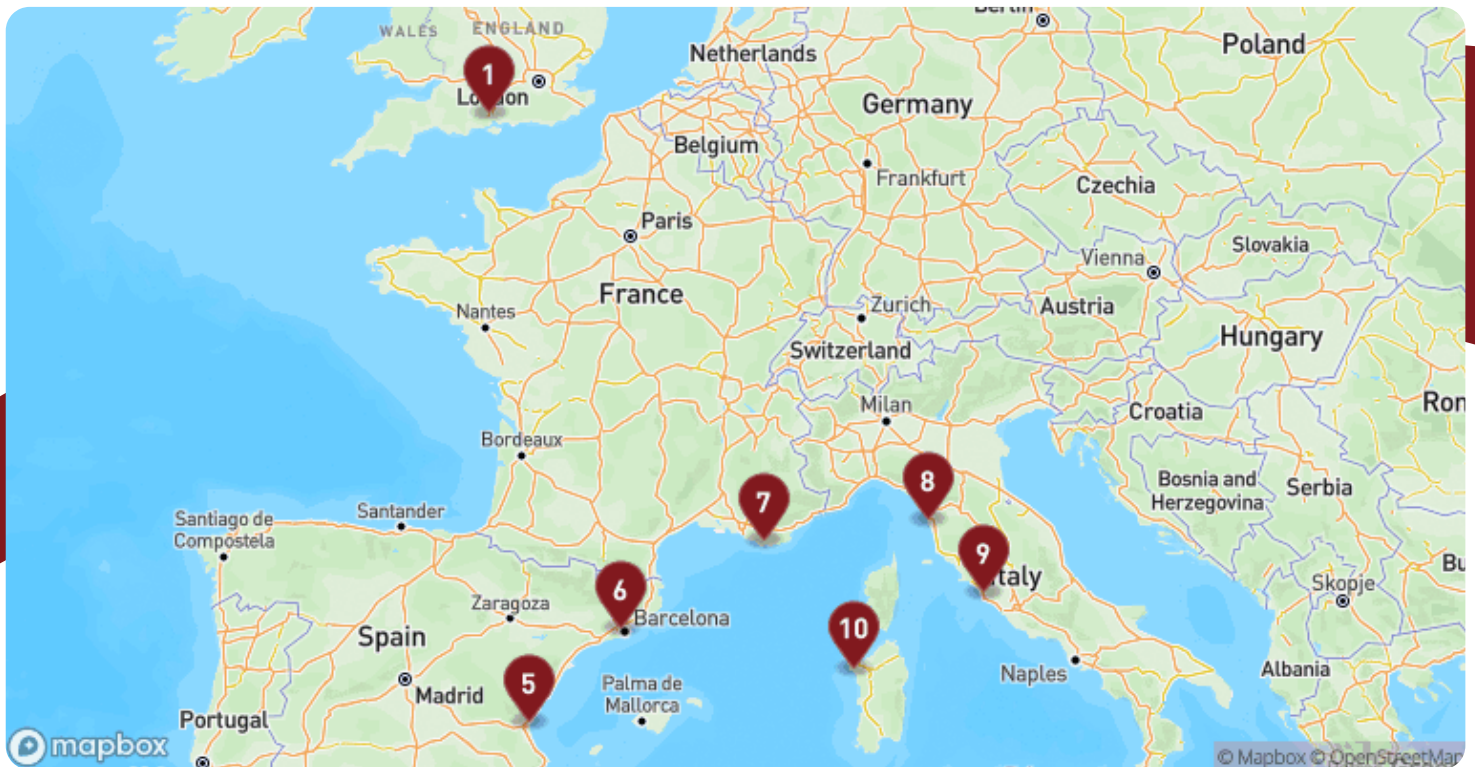 Berlin
WALES
ENGLAND
Netherlands
Poland
1
London
Germany
Belgium
Frankfurt
Czechia
Paris
Slovakia
Vienna
France
Zurich
Austria
Nantes
Hungary
Switzerland
Milan
Croatia
Ron
Bordeaux
8
Bosnia and
Herzegovina
Serbia
7
Santander
Santiago de
Compostela
9
Italy
Bu
Skopje
6
Zaragoza
Barcelona
10
Spain
Albania
Naples
5
Madrid
Palma de
Mallorca
Portugal
mapbox
© Mapbox © OpenStreetMap